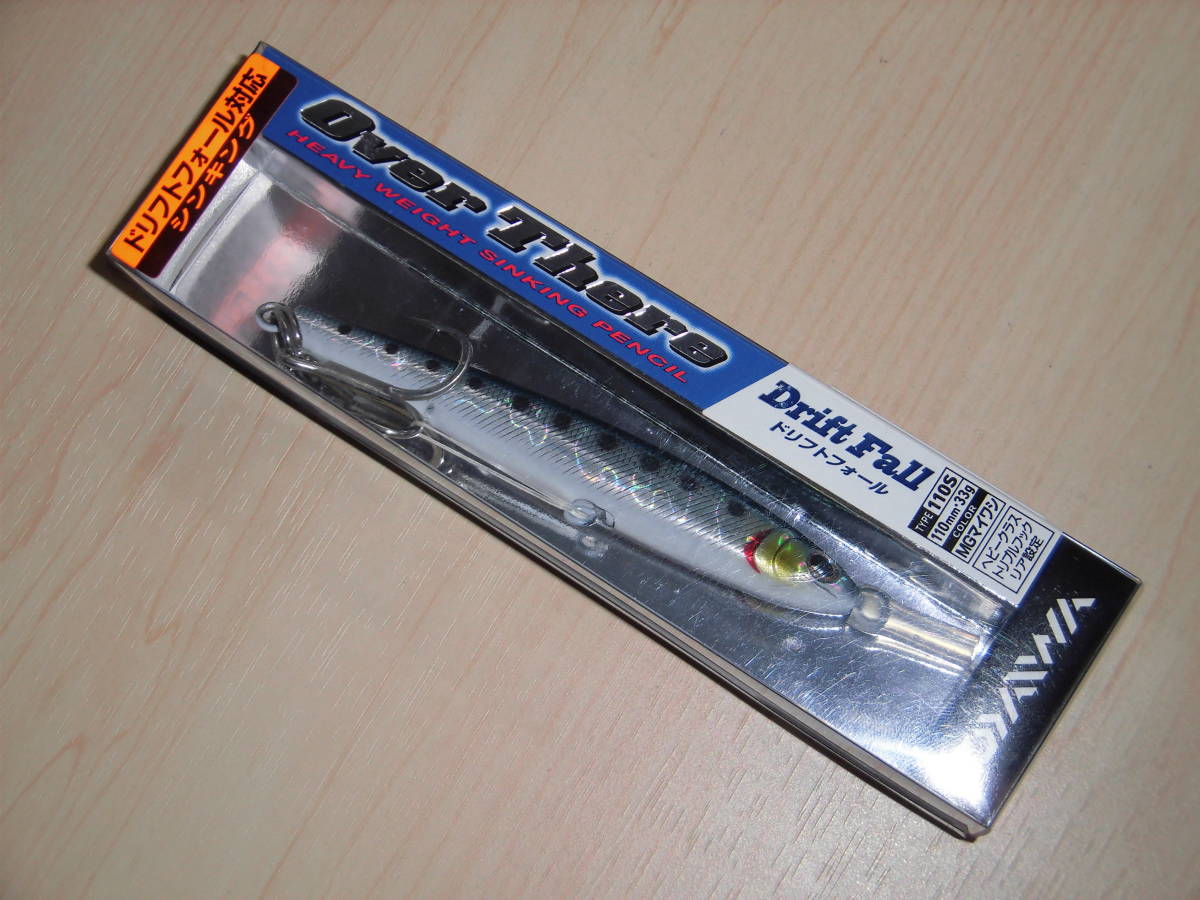 ドリフトフォール対応
シンキング
Over There
HEAVY WEIGHT SINKING PENCIL
Drift Fall
ドリフトフォール
TYPE 110S
110mm・33g
COLOR
MGマイワシ
ヘビークラス
トリプルフック
リア設定
DAIWA